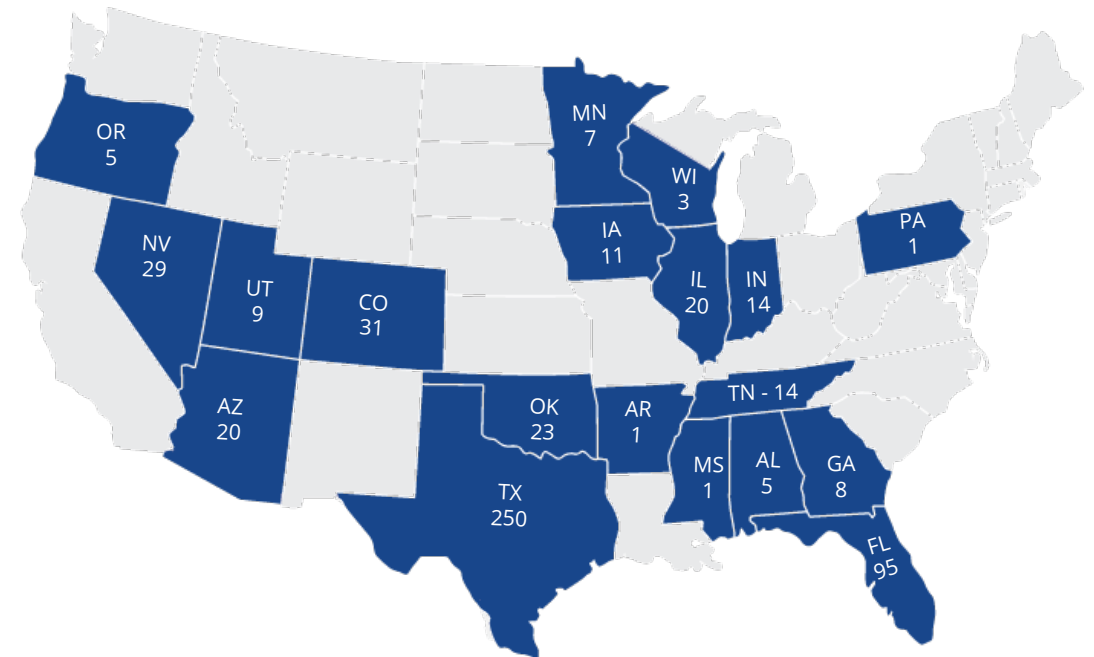 MN
7
OR
5
WI
3
PA
1
NV
29
IA
11
UT
9
CO
31
IL
20
IN
14
AZ
20
OK
23
AR
1
TN - 14
MS
1
AL
5
GA
8
TX
250
FL
95